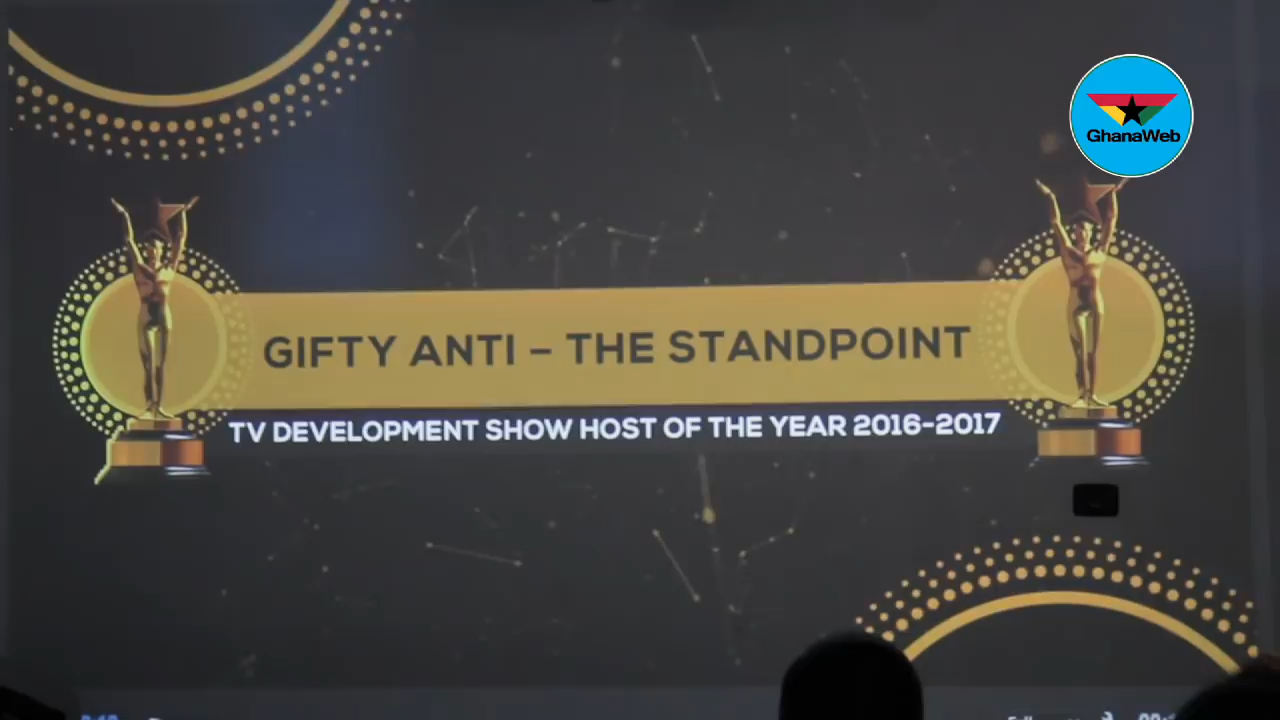 GhanaWeb
GIFTY ANTI – THE STANDPOINT
TV DEVELOPMENT SHOW HOST OF THE YEAR 2016-2017